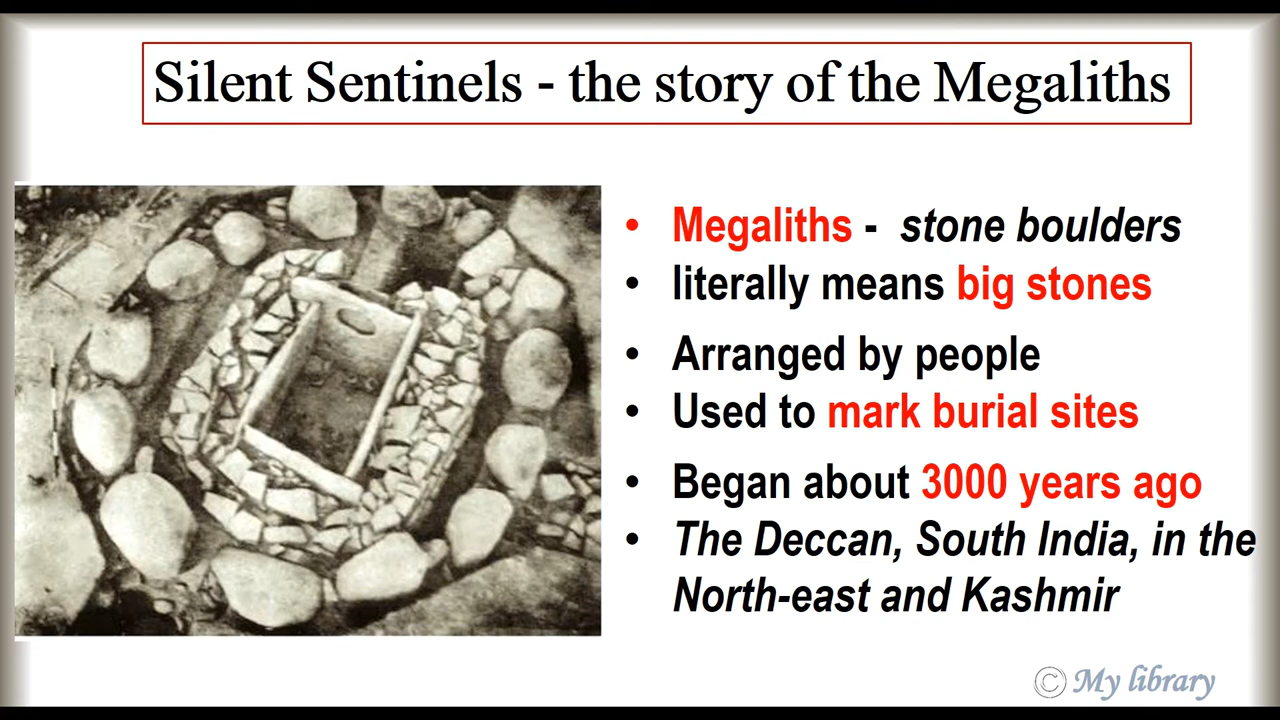 Silent Sentinels - the story of the Megaliths
• Megaliths - stone boulders
• literally means big stones
• Arranged by people
• Used to mark burial sites
• Began about 3000 years ago
• The Deccan, South India, in the
North-east and Kashmir
© My library